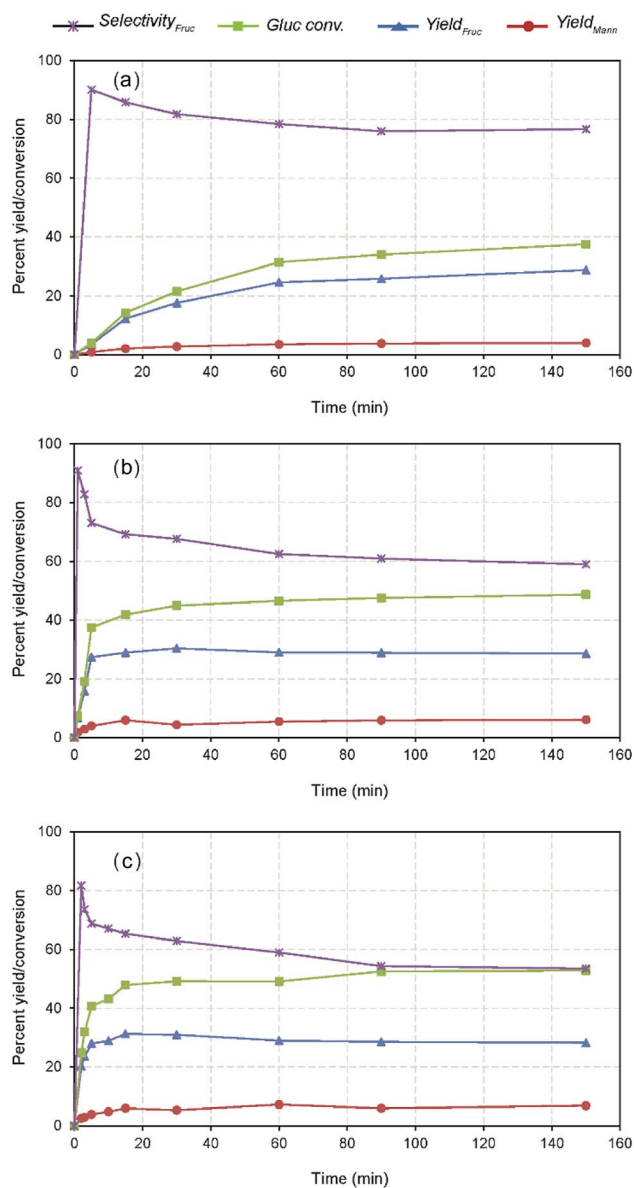 Selectivity_Fruc Gluc conv. Yield_Fruc Yield_Mann
(a)
Percent yield/conversion
100
80
60
40
20
0
0 20 40 60 80 100 120 140 160
Time (min)
(b)
Percent yield/conversion
100
80
60
40
20
0
0 20 40 60 80 100 120 140 160
Time (min)
(c)
Percent yield/conversion
100
80
60
40
20
0
0 20 40 60 80 100 120 140 160
Time (min)